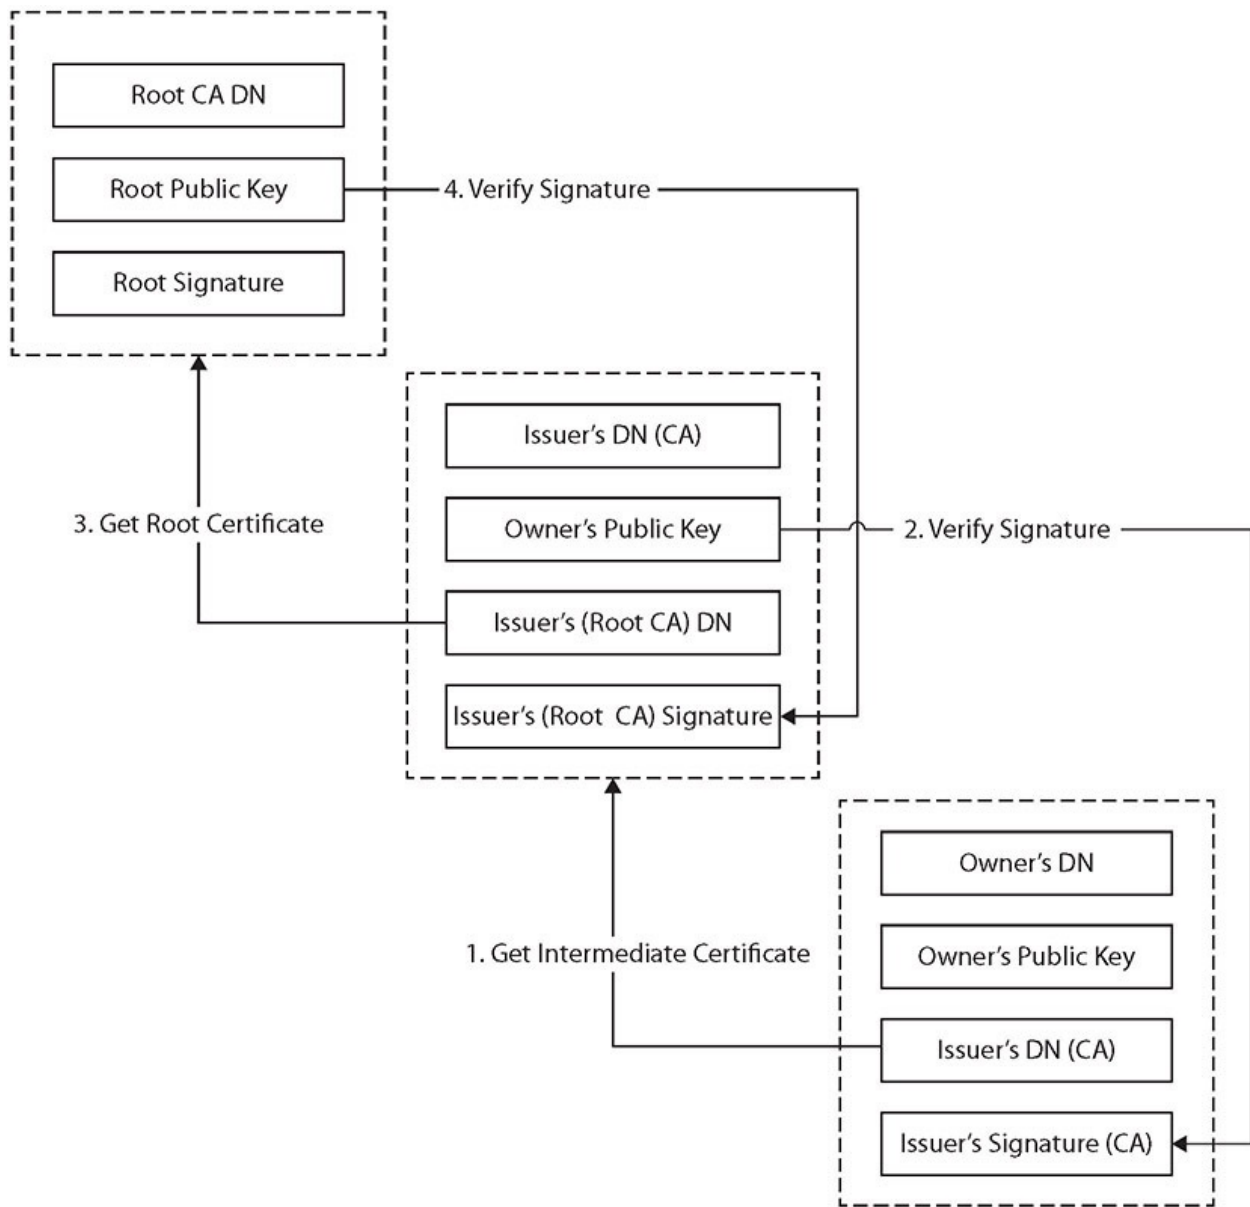 Root CA DN
Root Public Key
4. Verify Signature
Root Signature
Issuer's DN (CA)
3. Get Root Certificate
Owner's Public Key
2. Verify Signature
Issuer's (Root CA) DN
Issuer's (Root CA) Signature
Owner's DN
1. Get Intermediate Certificate
Owner's Public Key
Issuer's DN (CA)
Issuer's Signature (CA)